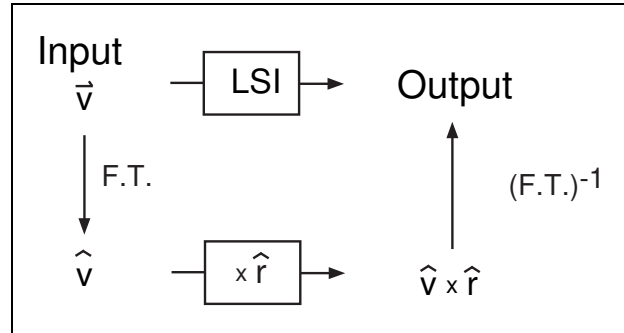 Input
v⃗ LSI Output
F.T. (F.T.)⁻¹
v̂ × r̂ v̂ × r̂